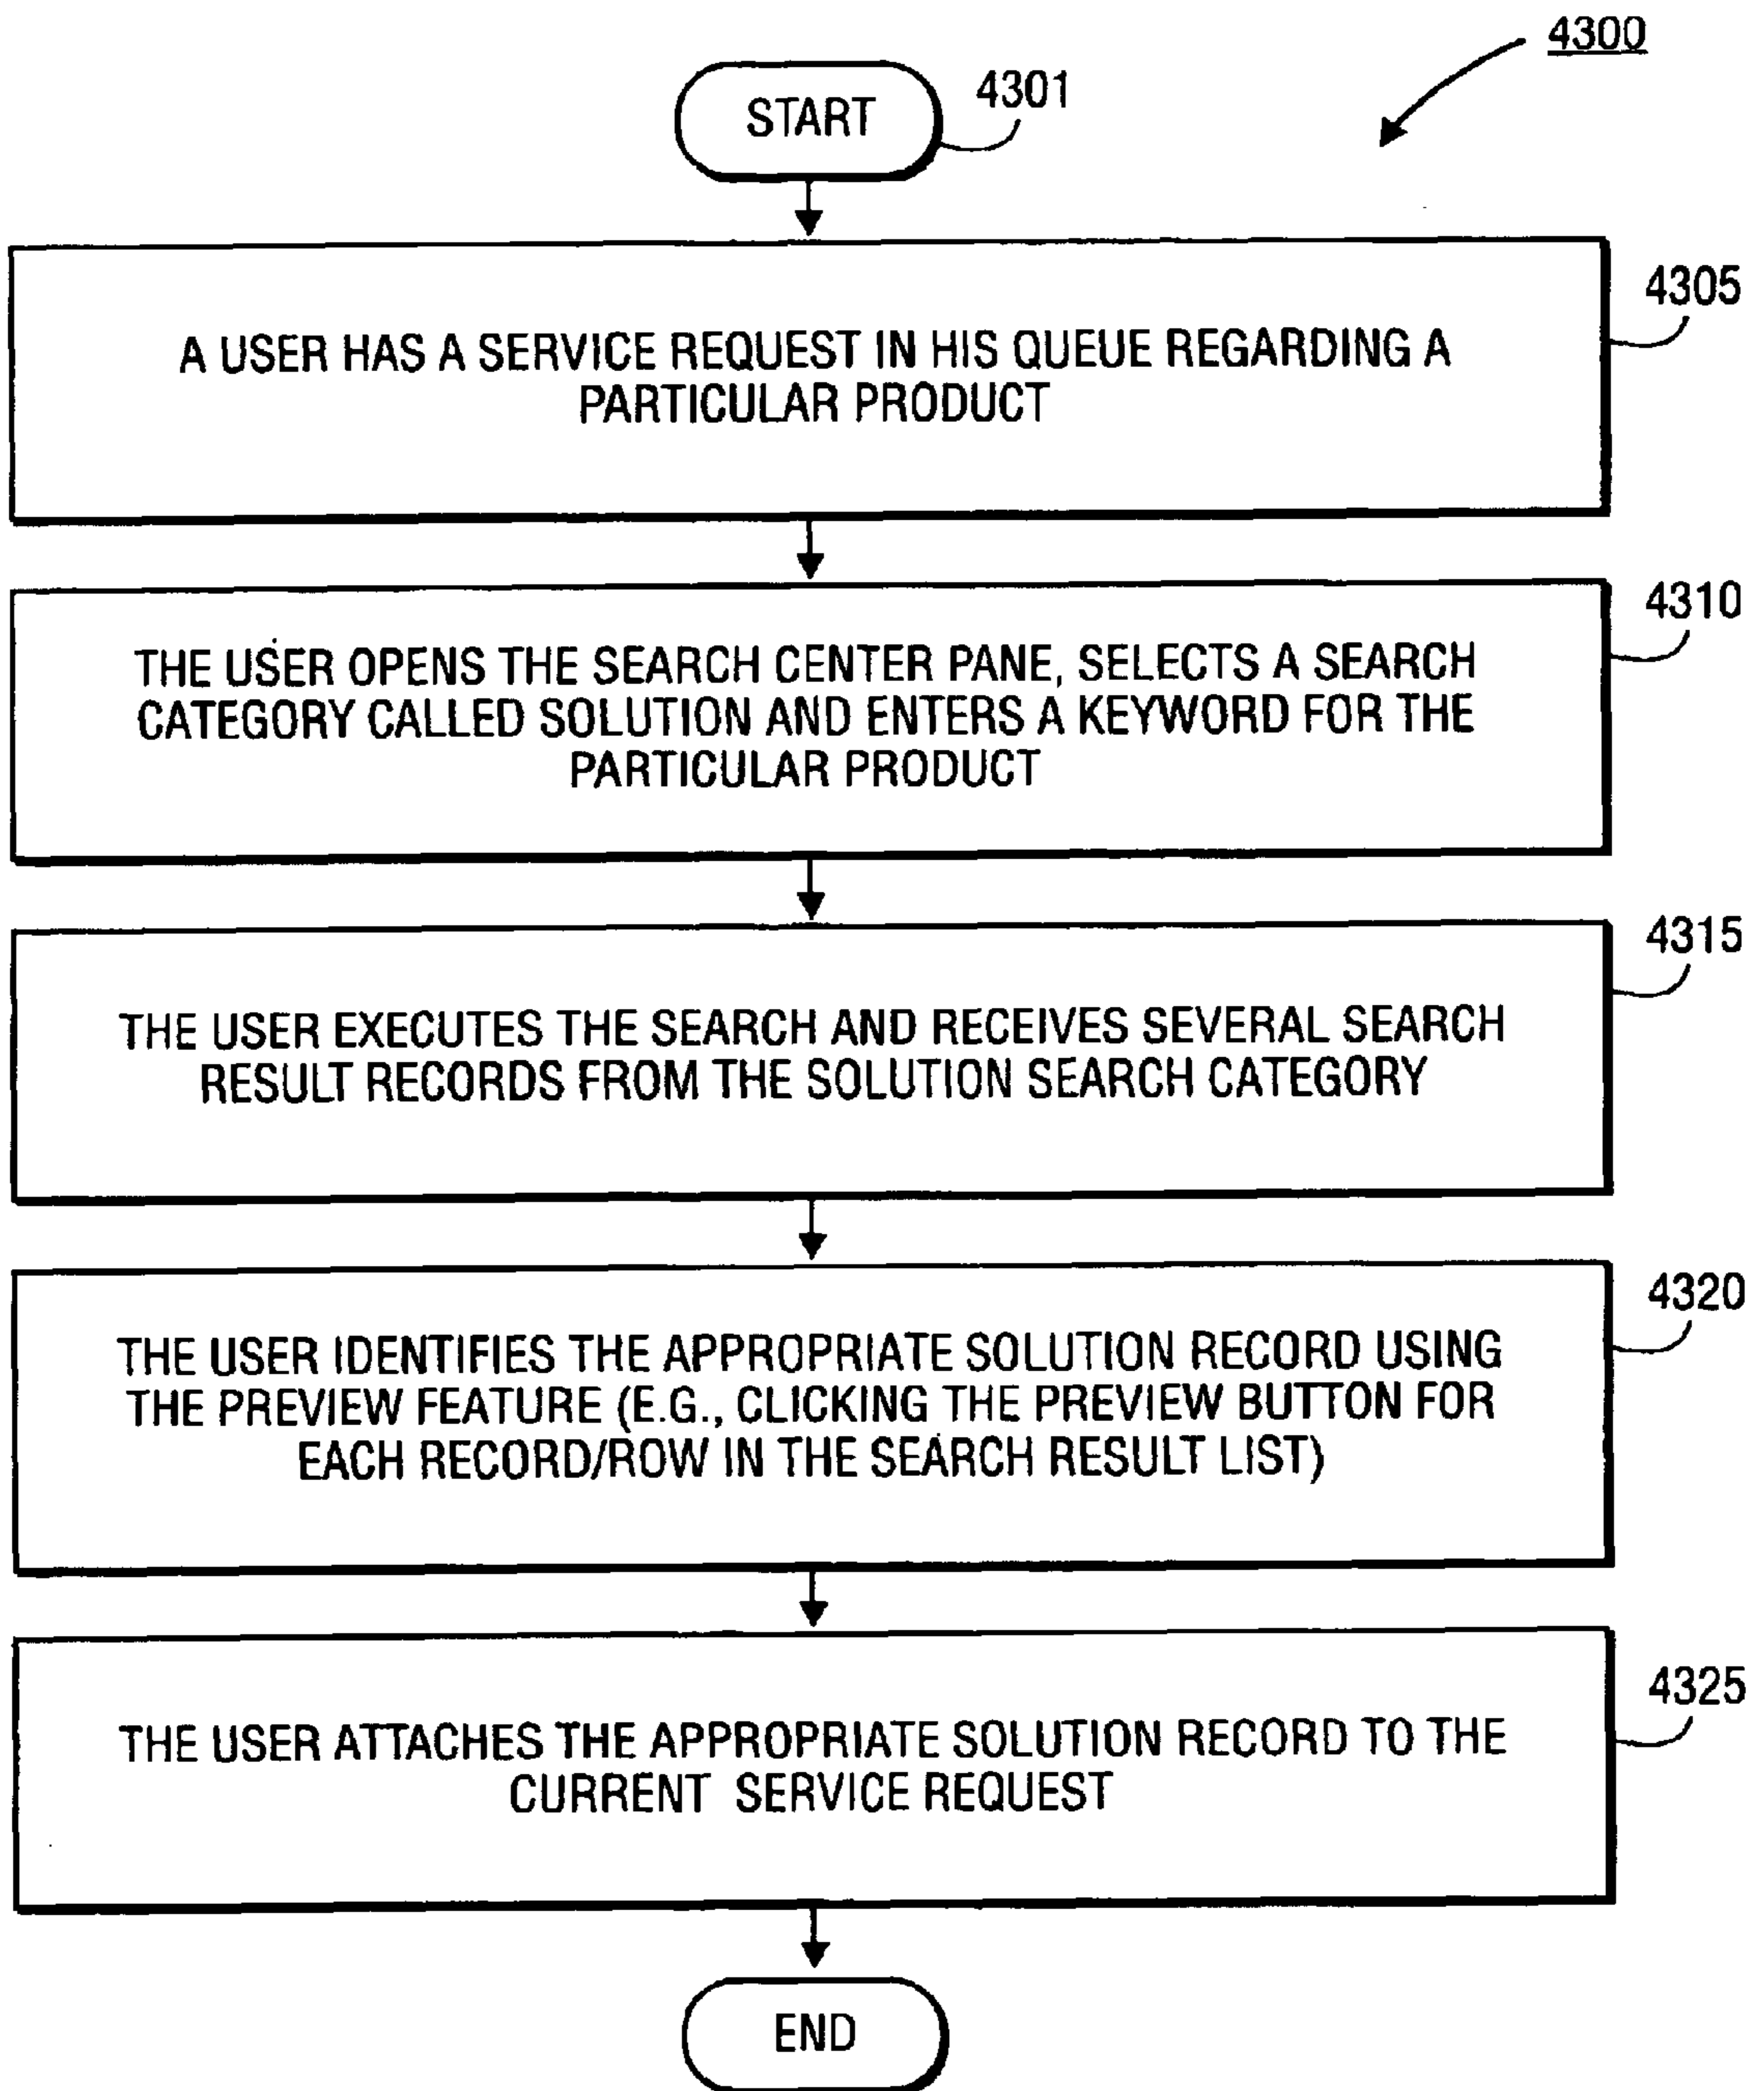 4300
START
4301
4305
A USER HAS A SERVICE REQUEST IN HIS QUEUE REGARDING A
PARTICULAR PRODUCT
4310
THE USER OPENS THE SEARCH CENTER PANE, SELECTS A SEARCH
CATEGORY CALLED SOLUTION AND ENTERS A KEYWORD FOR THE
PARTICULAR PRODUCT
4315
THE USER EXECUTES THE SEARCH AND RECEIVES SEVERAL SEARCH
RESULT RECORDS FROM THE SOLUTION SEARCH CATEGORY
4320
THE USER IDENTIFIES THE APPROPRIATE SOLUTION RECORD USING
THE PREVIEW FEATURE (E.G., CLICKING THE PREVIEW BUTTON FOR
EACH RECORD/ROW IN THE SEARCH RESULT LIST)
4325
THE USER ATTACHES THE APPROPRIATE SOLUTION RECORD TO THE
CURRENT SERVICE REQUEST
END